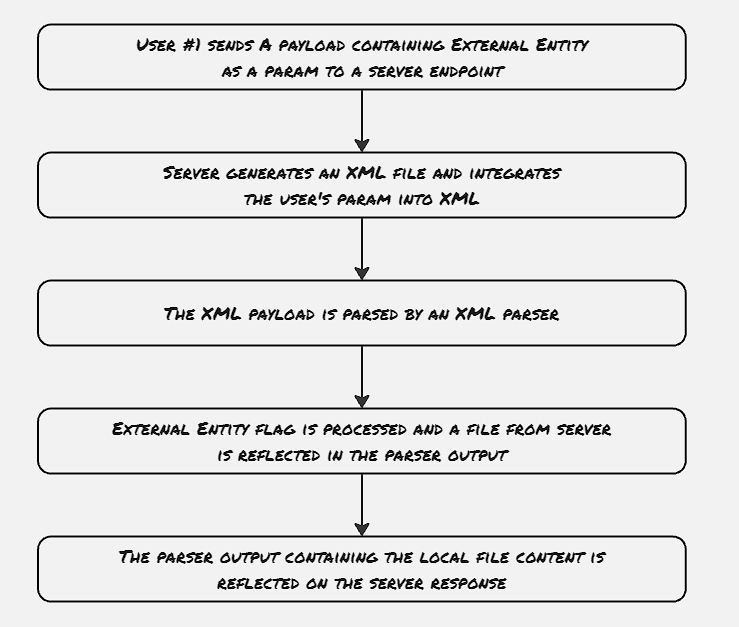 User #1 sends A payload containing External Entity
as a param to a server endpoint
Server generates an XML file and integrates
the user's param into XML
The XML payload is parsed by an XML parser
External Entity flag is processed and a file from server
is reflected in the parser output
The parser output containing the local file content is
reflected on the server response